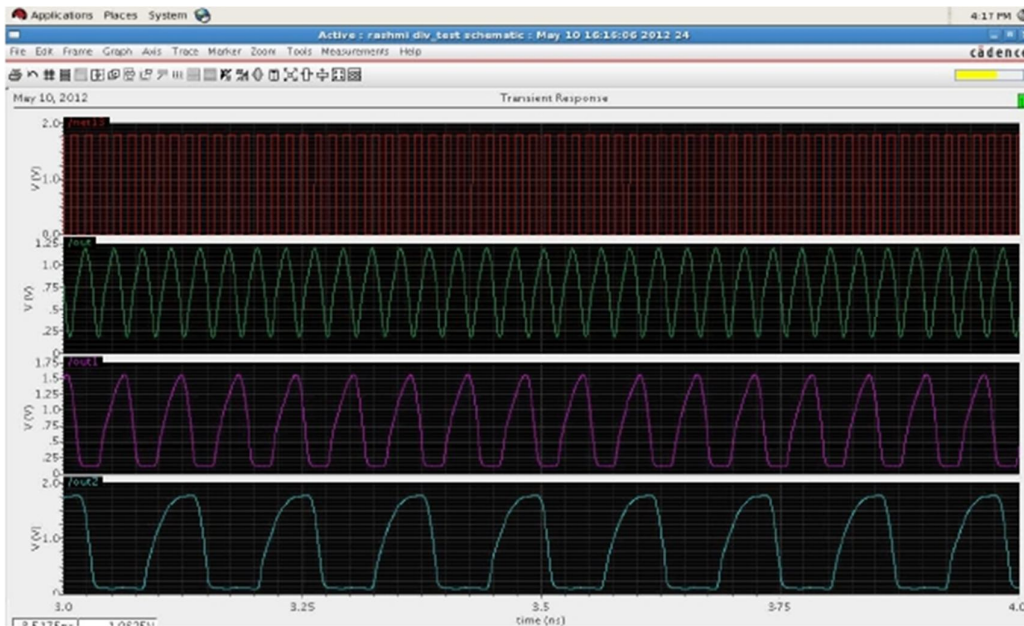 Applications Places System 4:17 PM
Active : rashmi div_test schematic : May 10 16:16:06 2012 24
File Edit Frame Graph Axis Trace Marker Zoom Tools Measurements Help
cadence
May 10, 2012 Transient Response
2.0
1.0
0.0
V (V)
/out
1.25
1.0
.75
.5
.25
0
V (V)
/out1
1.75
1.5
1.25
1.0
.75
.5
.25
0
V (V)
/out2
2.0
1.0
0
V (V)
3.0 3.25 3.5 3.75 4.0
time (ns)